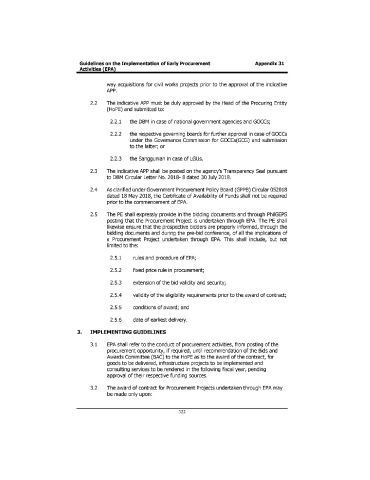 Guidelines on the Implementation of Early Procurement Appendix 31
Activities (EPA)
way acquisitions for civil works projects prior to the approval of the indicative
APP.
2.2 The indicative APP must be duly approved by the Head of the Procuring Entity
(HoPE) and submitted to:
2.2.1 the DBM in case of national government agencies and GOCCs;
2.2.2 the respective governing boards for further approval in case of GOCCs
under the Governance Commission for GOCCs(GCG) and submission
to the latter; or
2.2.3 the Sanggunian in case of LGUs.
2.3 The indicative APP shall be posted on the agency's Transparency Seal pursuant
to DBM Circular Letter No. 2018- 8 dated 30 July 2018.
2.4 As clarified under Government Procurement Policy Board (GPPB) Circular 052018
dated 18 May 2018, the Certificate of Availability of Funds shall not be required
prior to the commencement of EPA.
2.5 The PE shall expressly provide in the bidding documents and through PhilGEPS
posting that the Procurement Project is undertaken through EPA. The PE shall
likewise ensure that the prospective bidders are properly informed, through the
bidding documents and during the pre-bid conference, of all the implications of
a Procurement Project undertaken through EPA. This shall include, but not
limited to the:
2.5.1 rules and procedure of EPA;
2.5.2 fixed price rule in procurement;
2.5.3 extension of the bid validity and security;
2.5.4 validity of the eligibility requirements prior to the award of contract;
2.5.5 conditions of award; and
2.5.6 date of earliest delivery.
3. IMPLEMENTING GUIDELINES
3.1 EPA shall refer to the conduct of procurement activities, from posting of the
procurement opportunity, if required, until recommendation of the Bids and
Awards Committee (BAC) to the HoPE as to the award of the contract, for
goods to be delivered, infrastructure projects to be implemented and
consulting services to be rendered in the following fiscal year, pending
approval of their respective funding sources.
3.2 The award of contract for Procurement Projects undertaken through EPA may
be made only upon: